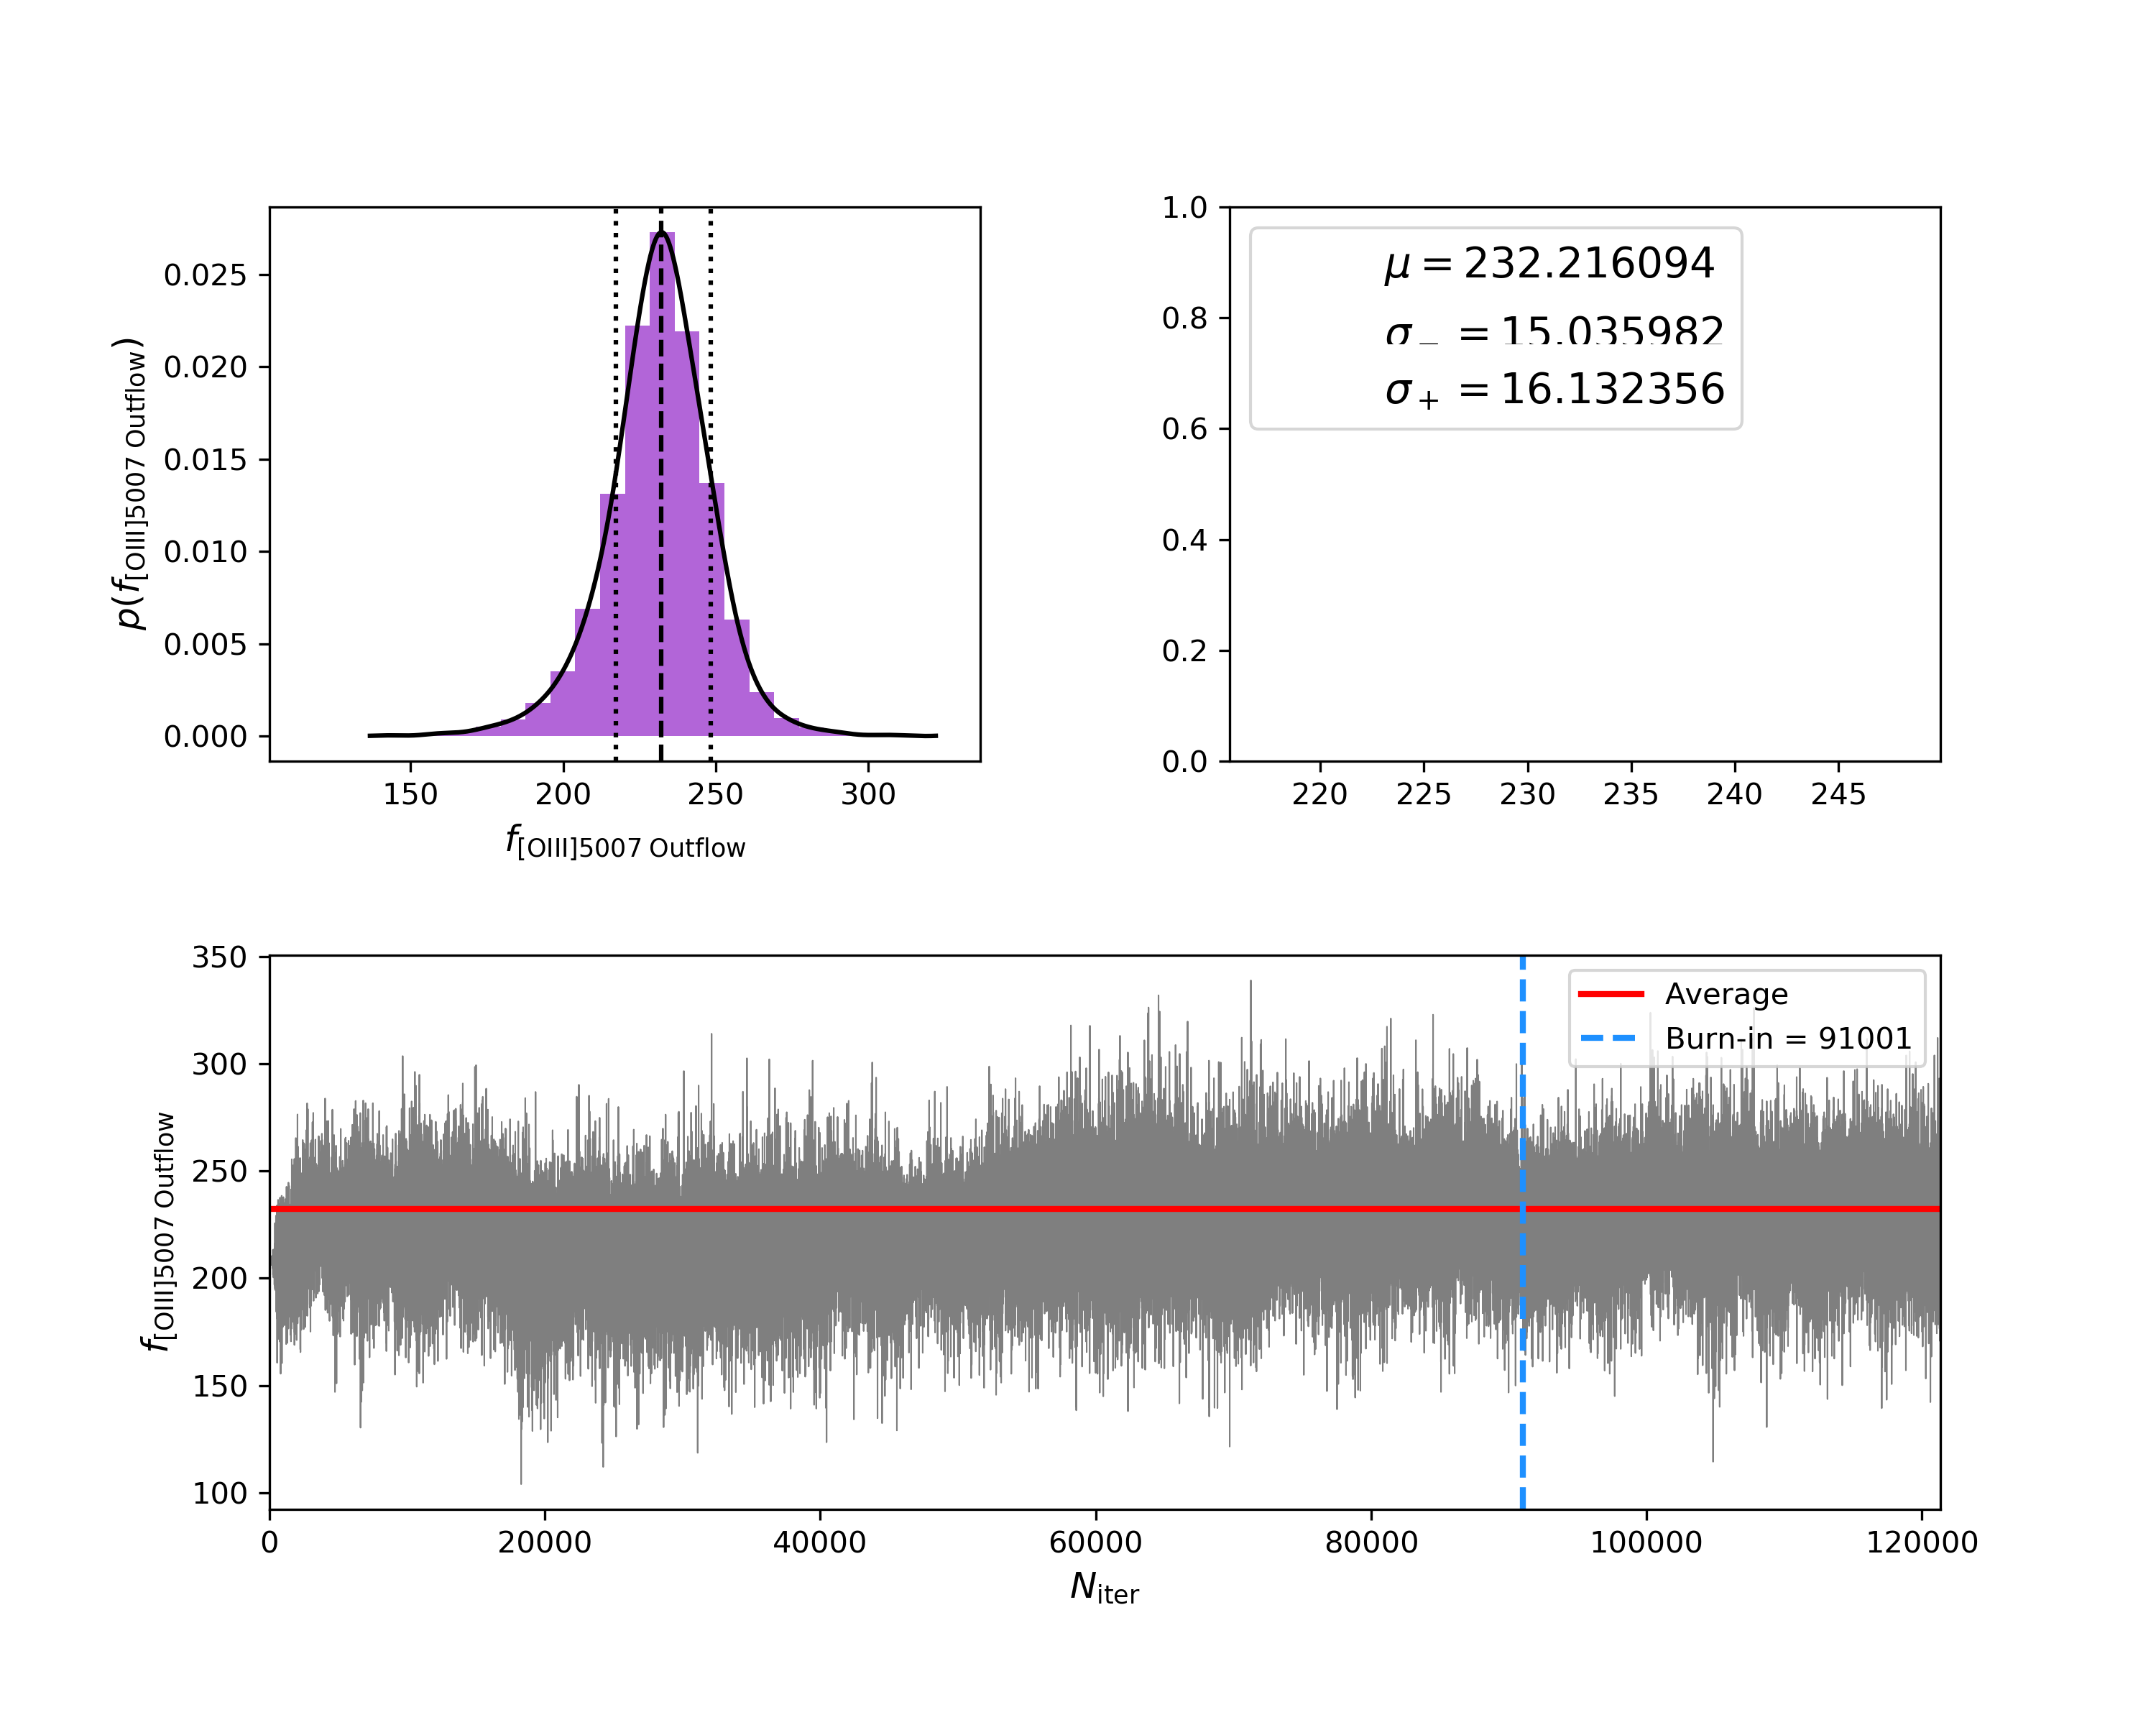 0.025
0.020
0.015
0.010
0.005
0.000
p(f[OIII]5007 Outflow)
150 200 250 300
f[OIII]5007 Outflow
1.0
0.8
0.6
0.4
0.2
0.0
μ = 232.216094
σ− = 15.035982
σ+ = 16.132356
220 225 230 235 240 245
350
300
250
200
150
100
f[OIII]5007 Outflow
Average
Burn-in = 91001
0 20000 40000 60000 80000 100000 120000
Niter